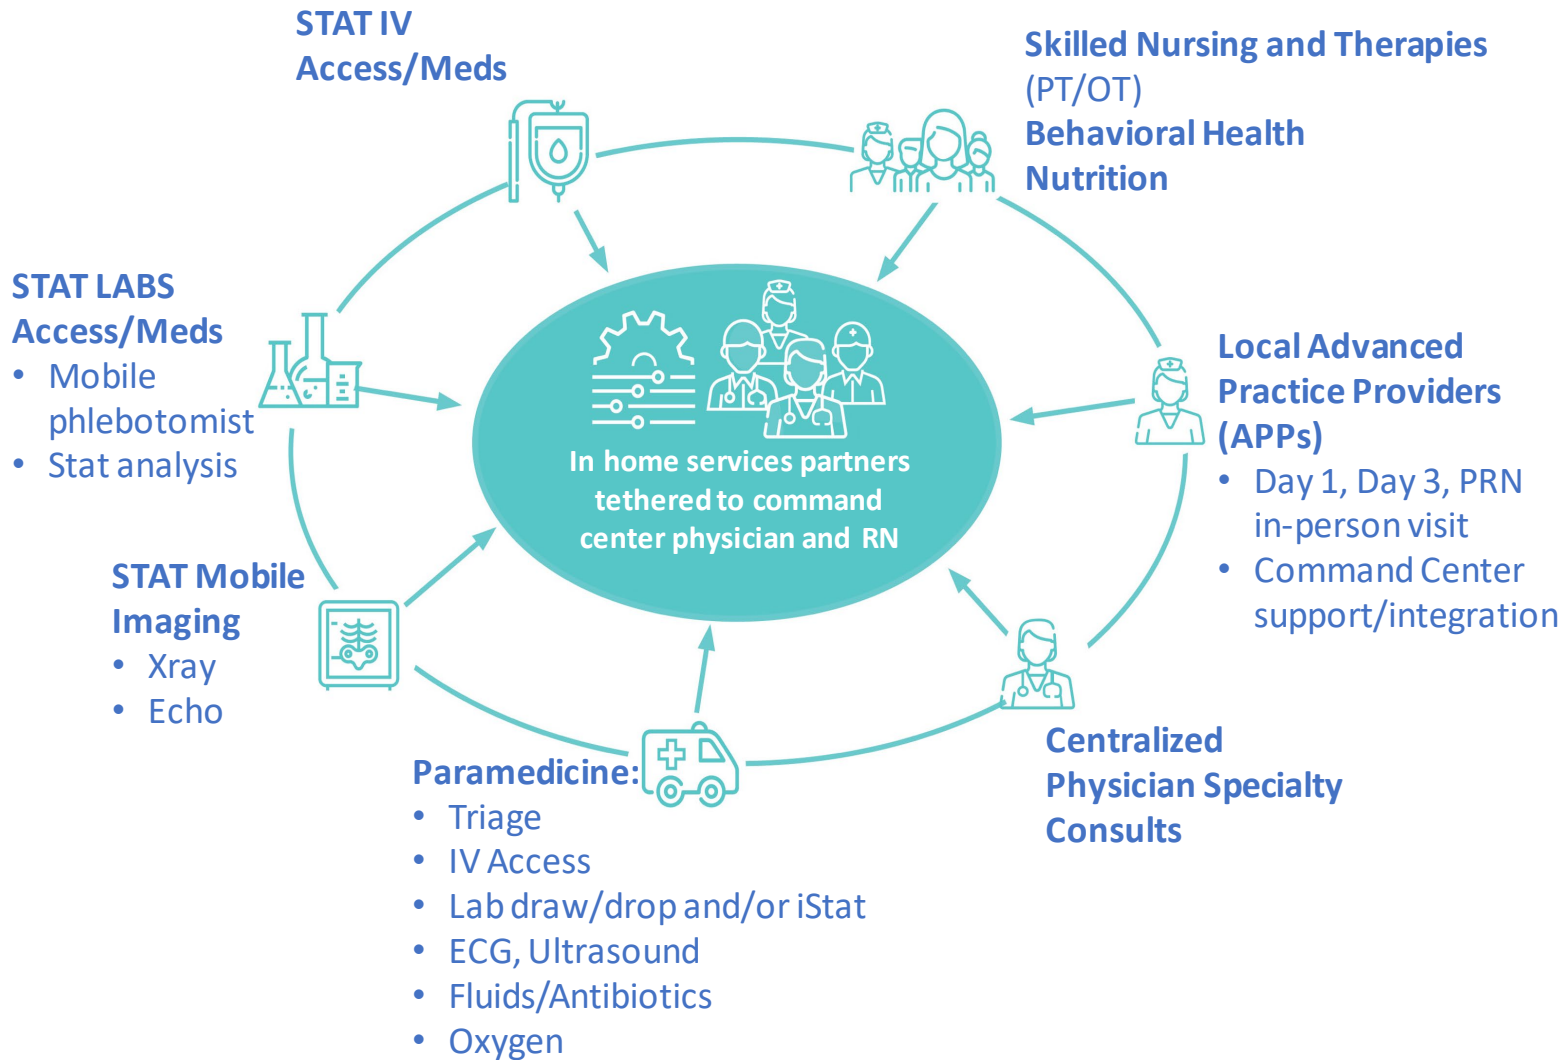 STAT IV
Access/Meds
Skilled Nursing and Therapies
(PT/OT)
Behavioral Health
Nutrition
STAT LABS
Access/Meds
• Mobile
phlebotomist
• Stat analysis
Local Advanced
Practice Providers
(APPs)
• Day 1, Day 3, PRN
in-person visit
• Command Center
support/integration
In home services partners
tethered to command
center physician and RN
STAT Mobile
Imaging
• Xray
• Echo
Centralized
Physician Specialty
Consults
Paramedicine:
• Triage
• IV Access
• Lab draw/drop and/or iStat
• ECG, Ultrasound
• Fluids/Antibiotics
• Oxygen